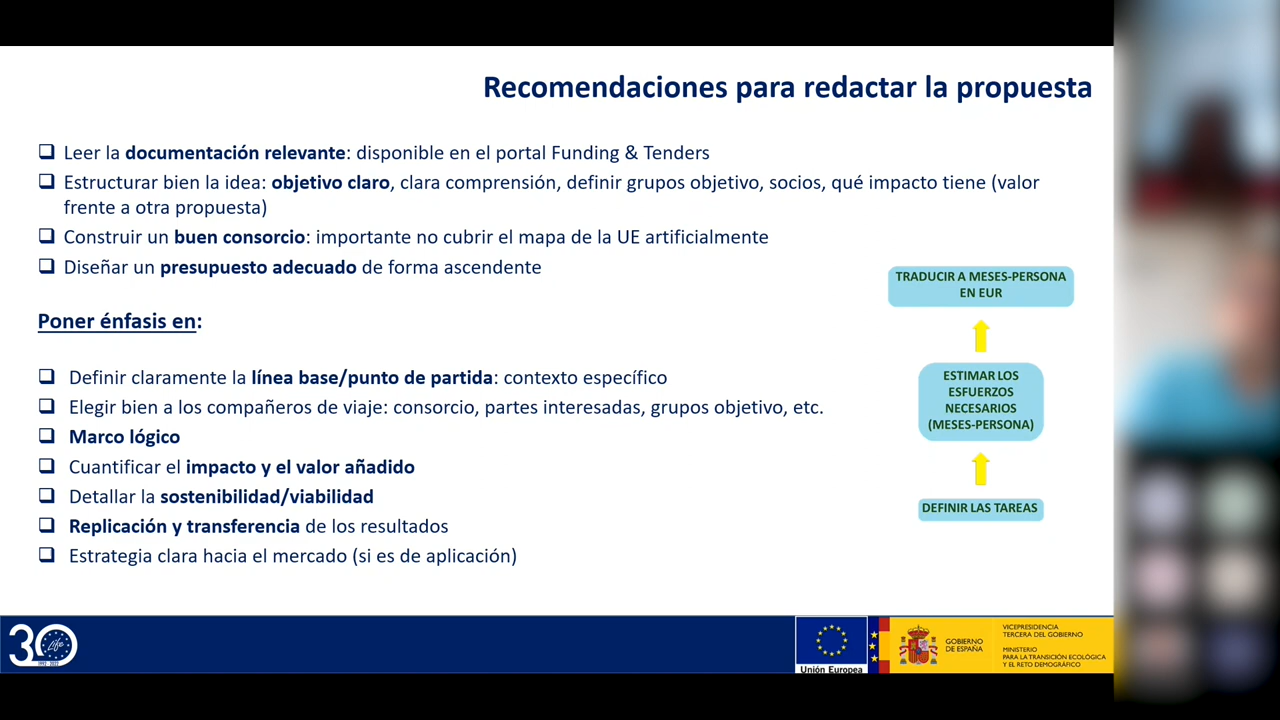 Recomendaciones para redactar la propuesta
Leer la documentación relevante: disponible en el portal Funding & Tenders
Estructurar bien la idea: objetivo claro, clara comprensión, definir grupos objetivo, socios, qué impacto tiene (valor
frente a otra propuesta)
Construir un buen consorcio: importante no cubrir el mapa de la UE artificialmente
Diseñar un presupuesto adecuado de forma ascendente
Poner énfasis en:
Definir claramente la línea base/punto de partida: contexto específico
Elegir bien a los compañeros de viaje: consorcio, partes interesadas, grupos objetivo, etc.
Marco lógico
Cuantificar el impacto y el valor añadido
Detallar la sostenibilidad/viabilidad
Replicación y transferencia de los resultados
Estrategia clara hacia el mercado (si es de aplicación)
TRADUCIR A MESES-PERSONA
EN EUR
ESTIMAR LOS
ESFUERZOS
NECESARIOS
(MESES-PERSONA)
DEFINIR LAS TAREAS
30
Life
Unión Europea
GOBIERNO
DE ESPAÑA
VICEPRESIDENCIA
TERCERA DEL GOBIERNO
MINISTERIO
PARA LA TRANSICIÓN ECOLÓGICA
Y EL RETO DEMOGRÁFICO